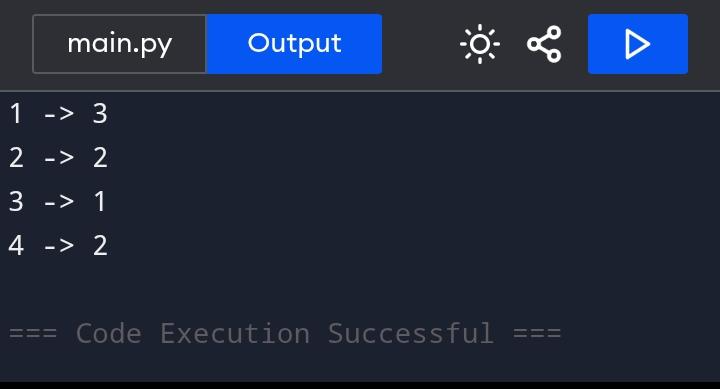 main.py Output
1 -> 3
2 -> 2
3 -> 1
4 -> 2
=== Code Execution Successful ===